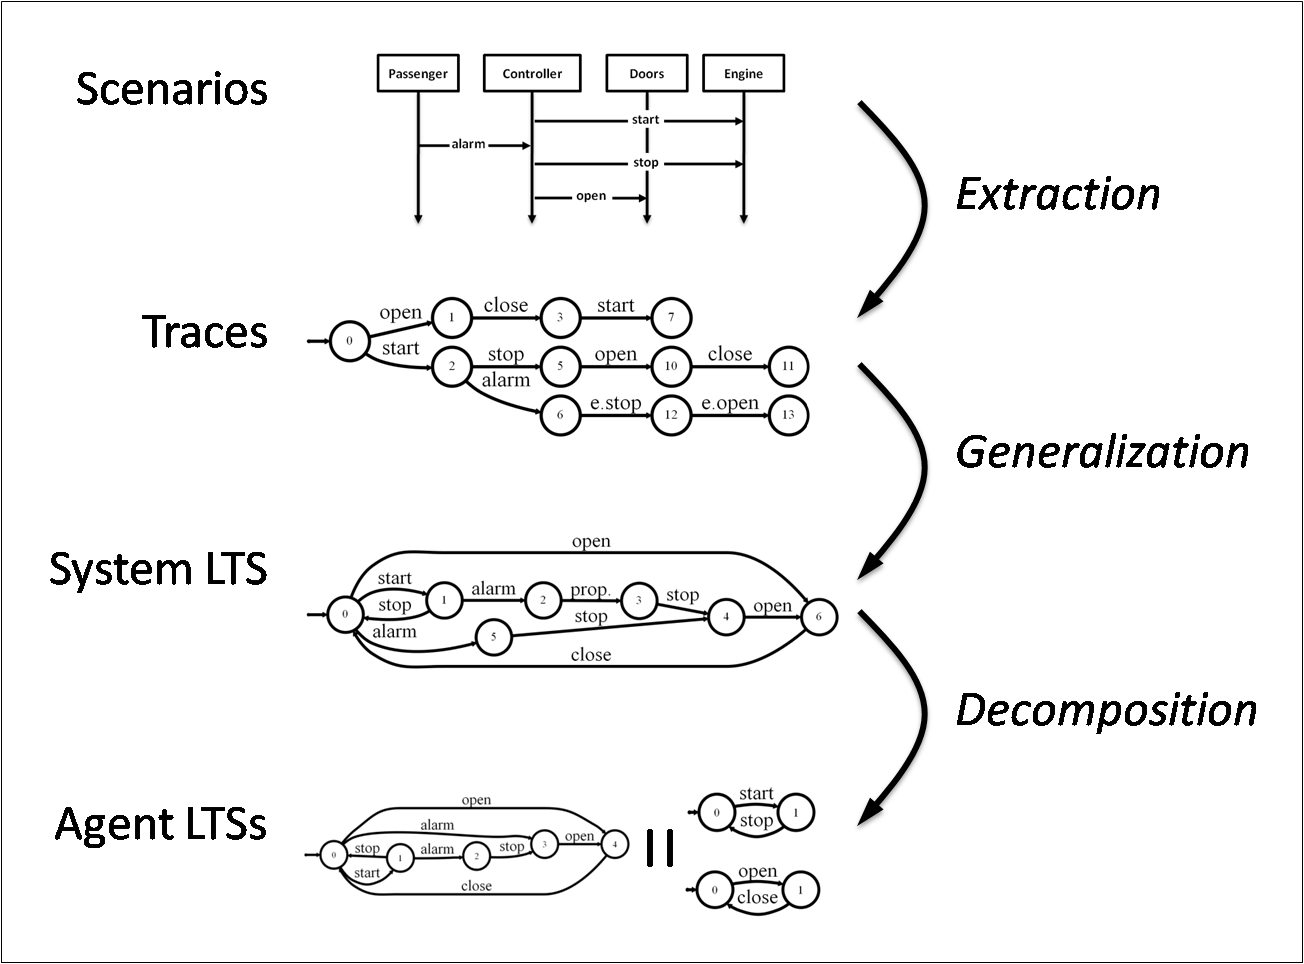 Scenarios
Passenger Controller Doors Engine
start
alarm
stop
open
Extraction
Traces
open close start
0 1 3 7
start stop open close
2 5 10 11
alarm e.stop e.open
6 12 13
Generalization
System LTS
open
start alarm prop. stop
0 1 2 3 4 6
stop stop open
alarm 5
close
Decomposition
Agent LTSs
open
alarm
stop alarm stop open
0 1 2 3 4
start
close
||
start
0 1
stop
open
0 1
close